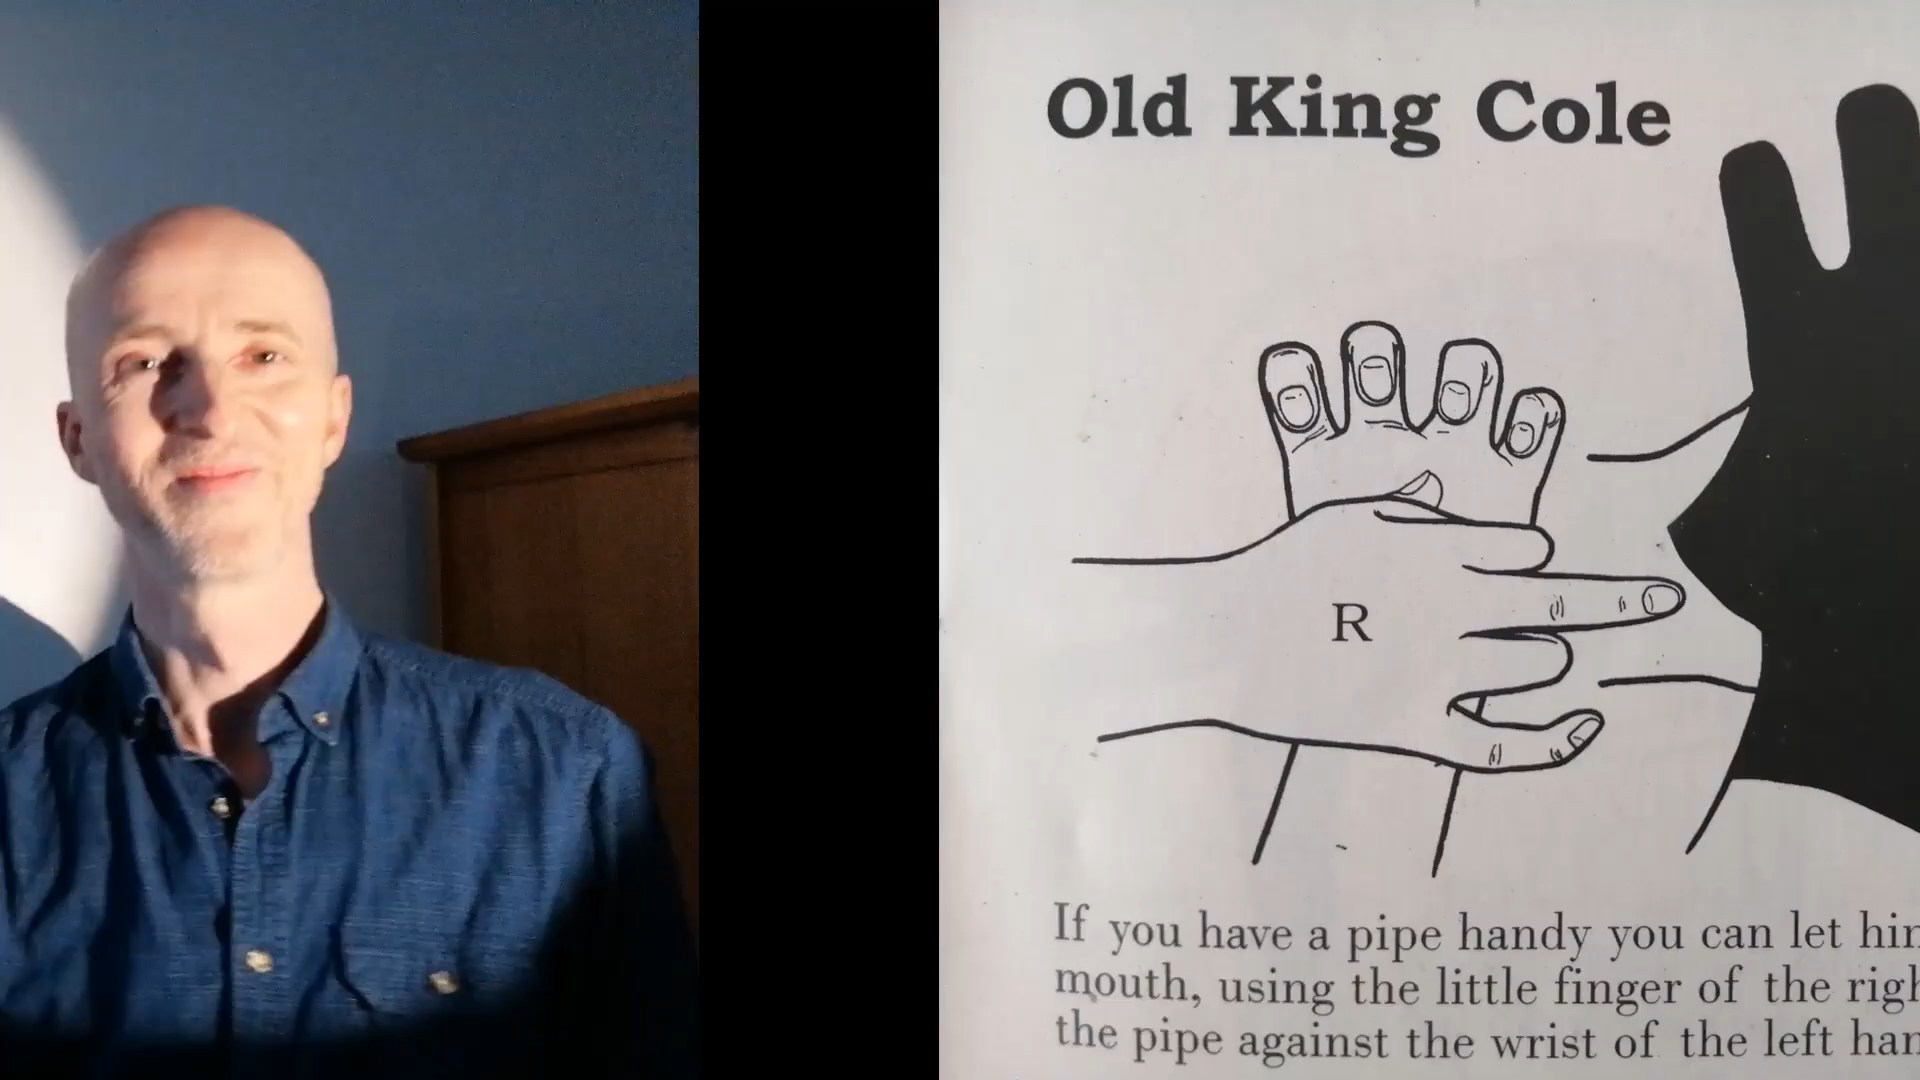 Old King Cole
R
If you have a pipe handy you can let
mouth, using the little finger of the
the pipe against the wrist of the left